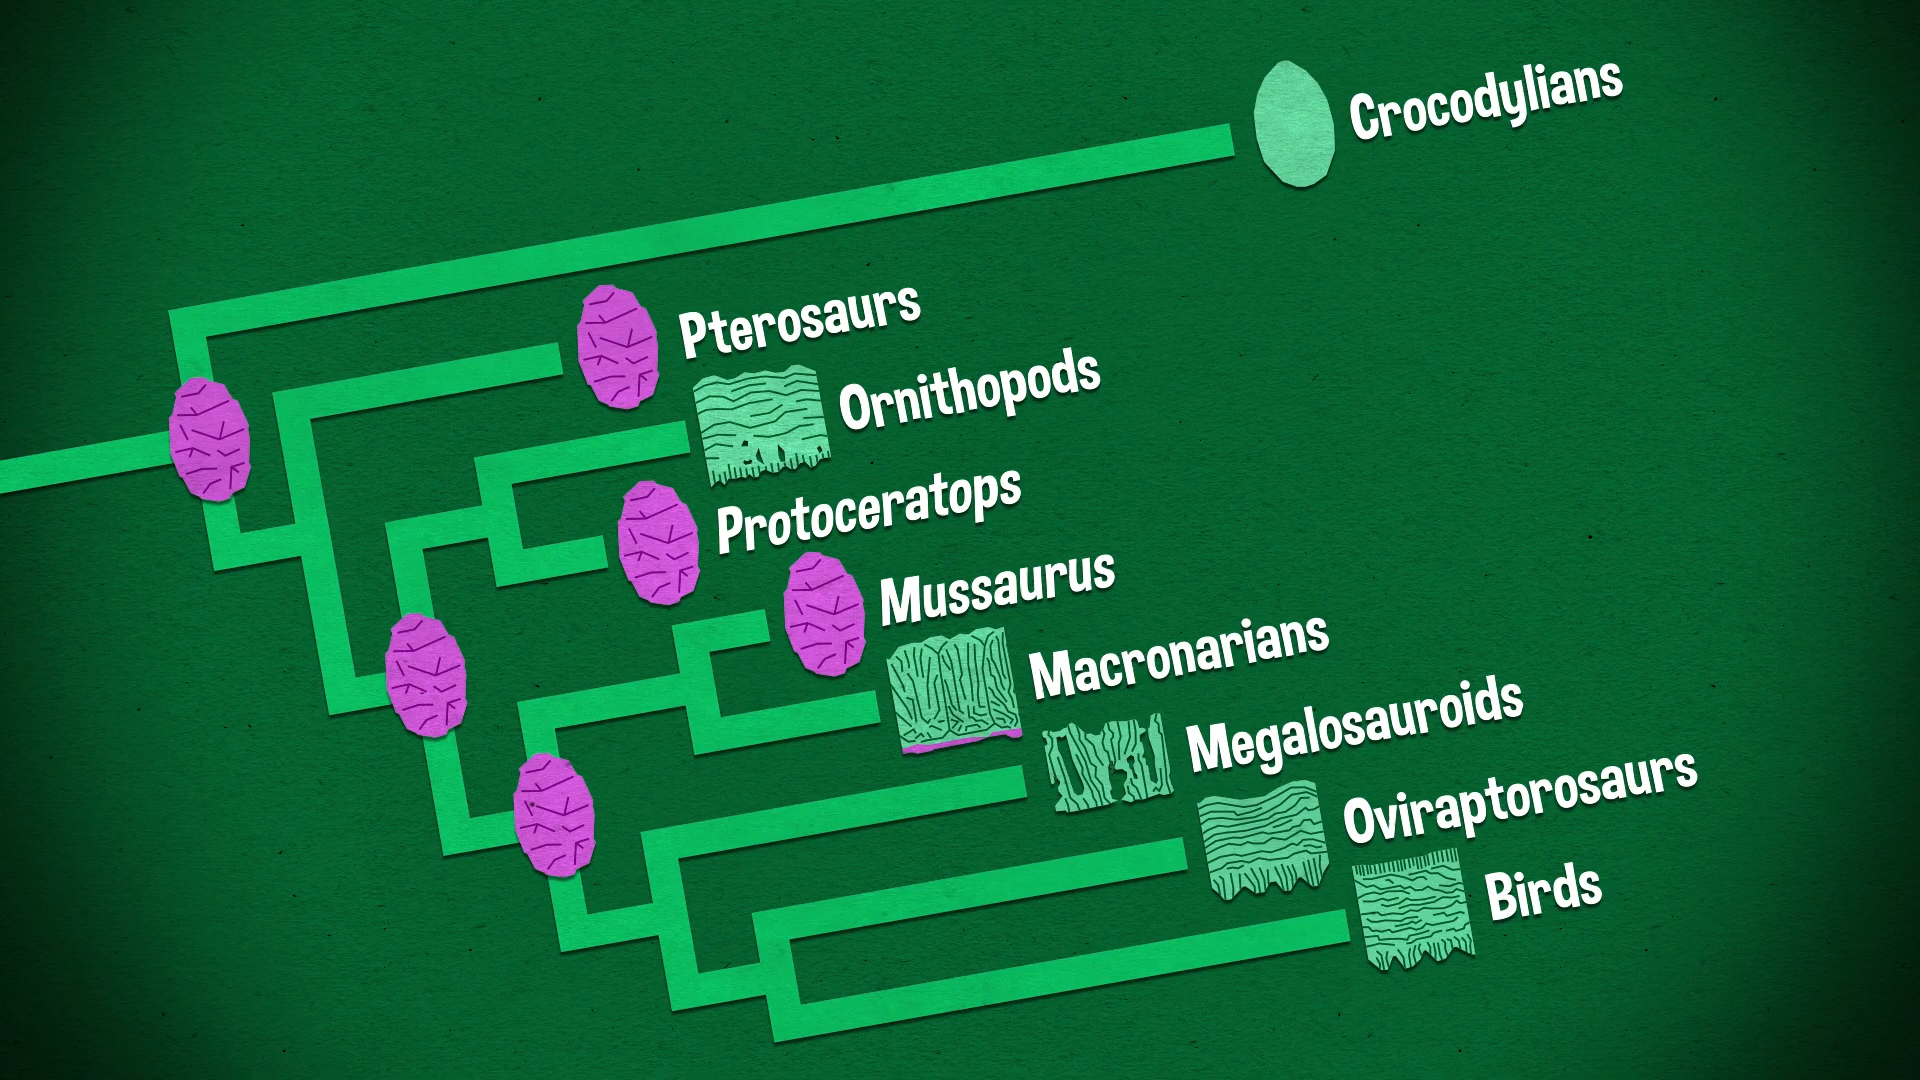 Crocodylians
Pterosaurs
Ornithopods
Protoceratops
Mussaurus
Macronarians
Megalosauroids
Oviraptorosaurs
Birds